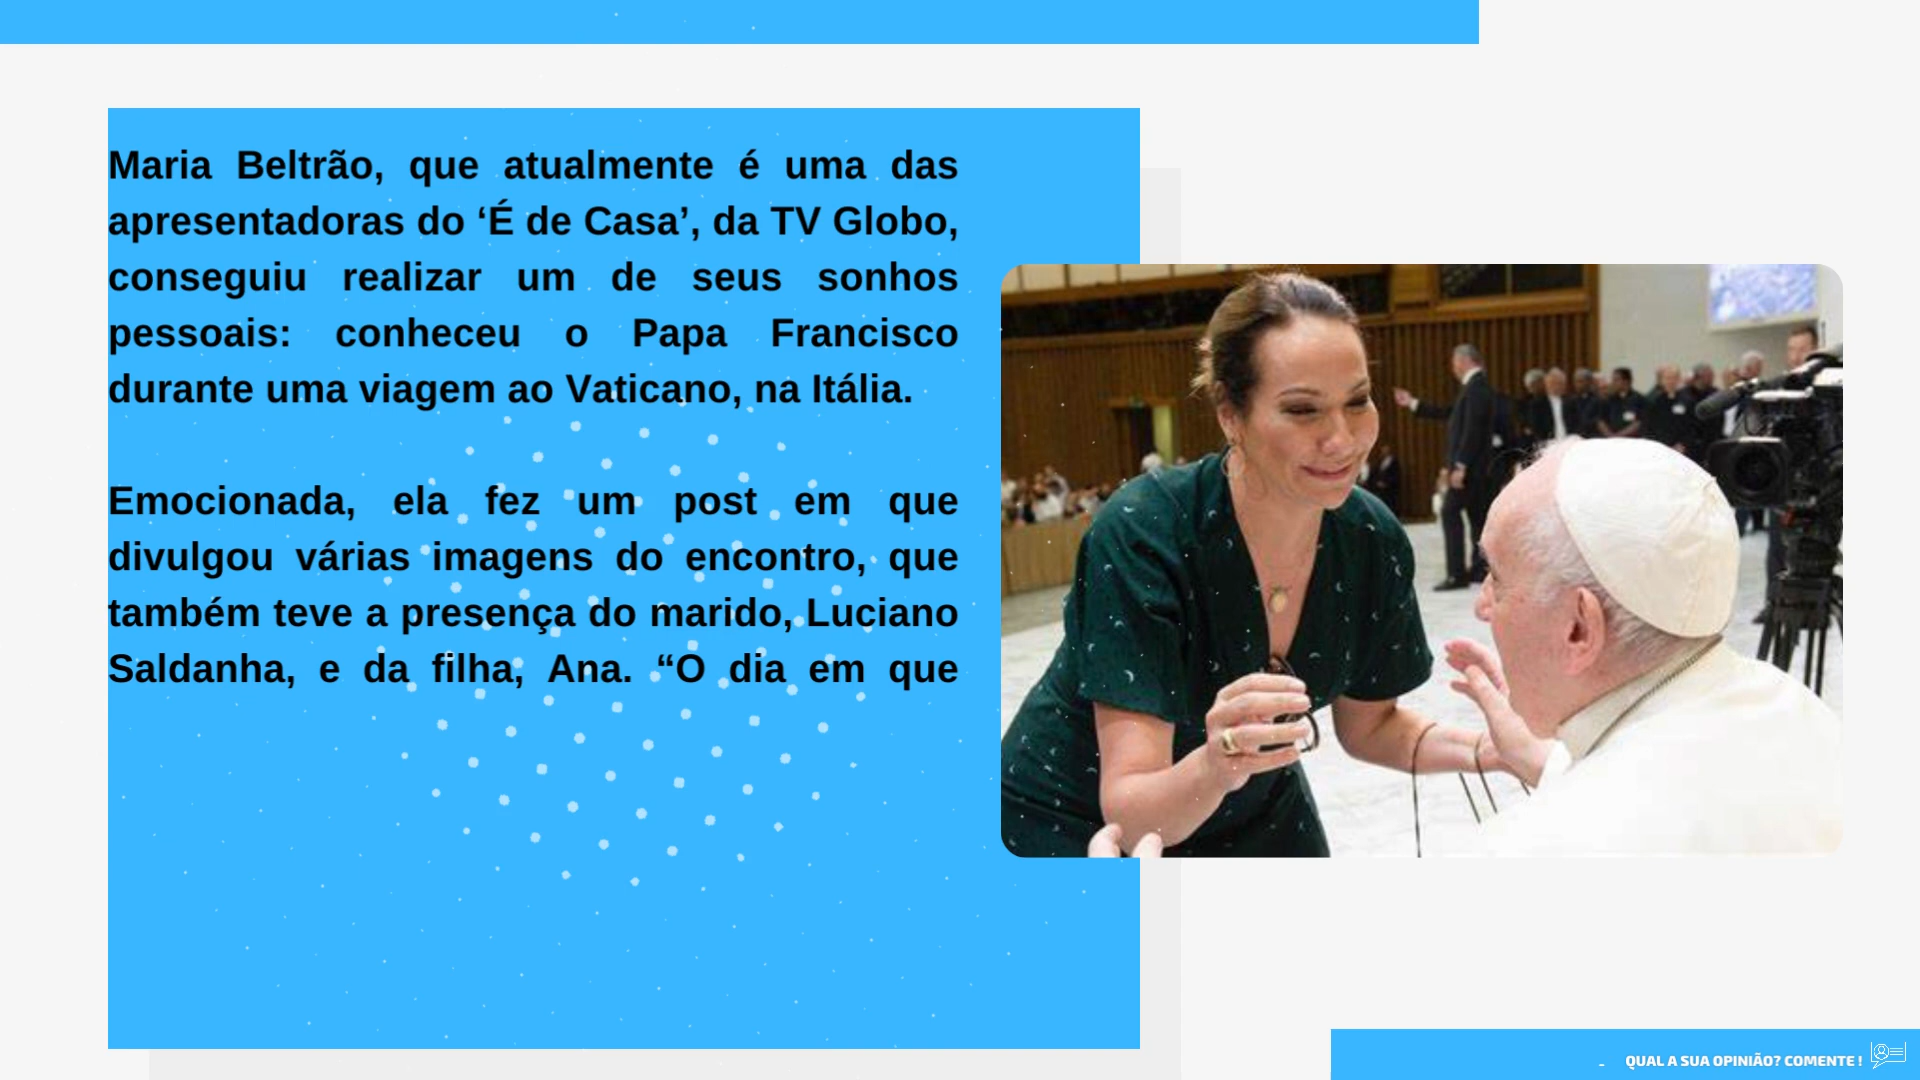 Maria Beltrão, que atualmente é uma das
apresentadoras do ‘É de Casa’, da TV Globo,
conseguiu realizar um de seus sonhos
pessoais: conheceu o Papa Francisco
durante uma viagem ao Vaticano, na Itália.
Emocionada, ela fez um post em que
divulgou várias imagens do encontro, que
também teve a presença do marido, Luciano
Saldanha, e da filha, Ana. “O dia em que
QUAL A SUA OPINIÃO? COMENTE !